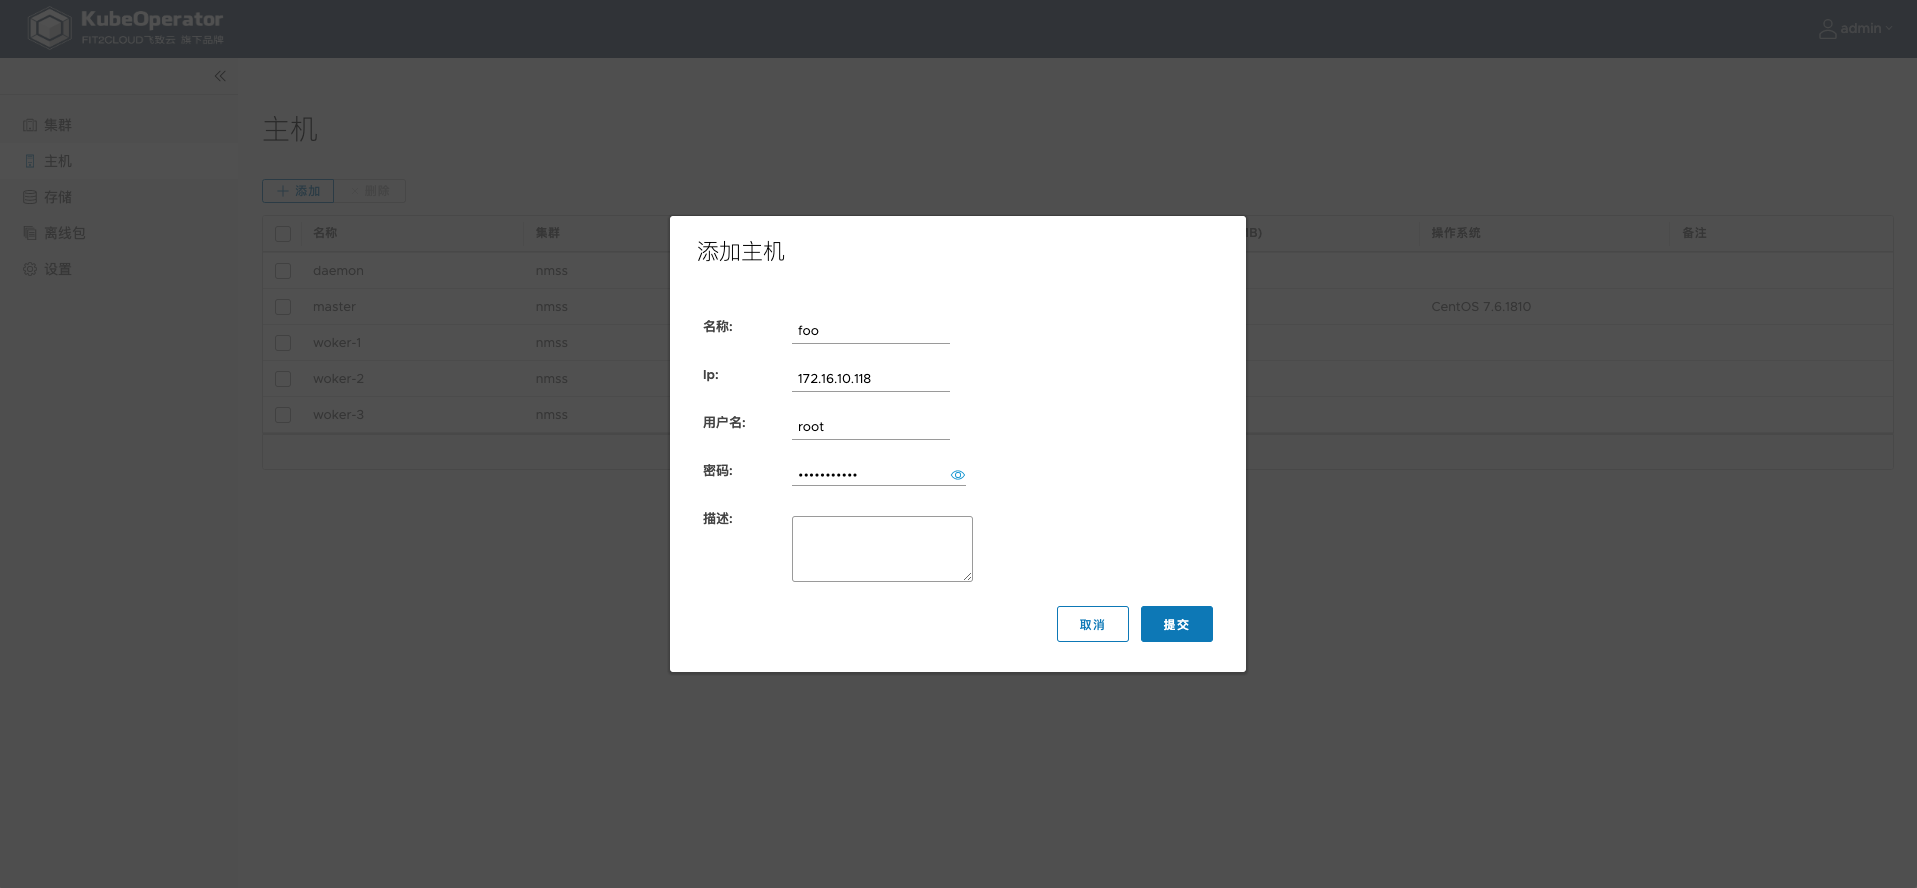 KubeOperator
FIT2CLOUD飞致云 旗下品牌
admin
集群
主机
存储
离线包
设置
主机
添加
删除
名称
集群
操作系统
备注
daemon
nmss
master
nmss
CentOS 7.6.1810
woker-1
nmss
woker-2
nmss
woker-3
nmss
添加主机
名称:
foo
Ip:
172.16.10.118
用户名:
root
密码:
•••••••••••
描述:
取消
提交